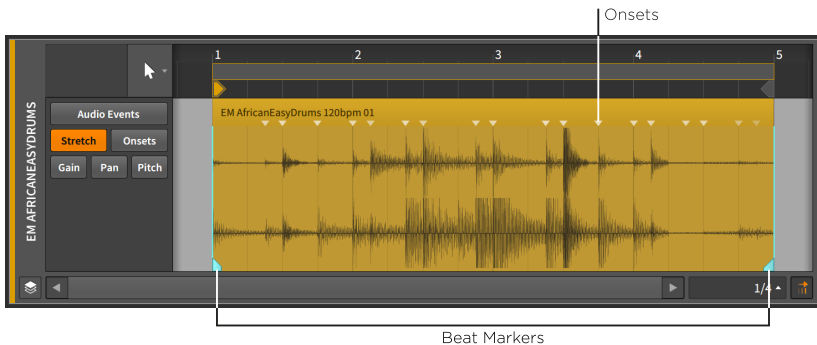 Onsets
1 2 3 4 5
EM AFRICANEASYDRUMS
Audio Events
EM AfricanEasyDrums 120bpm 01
Stretch Onsets
Gain Pan Pitch
1/4
Beat Markers